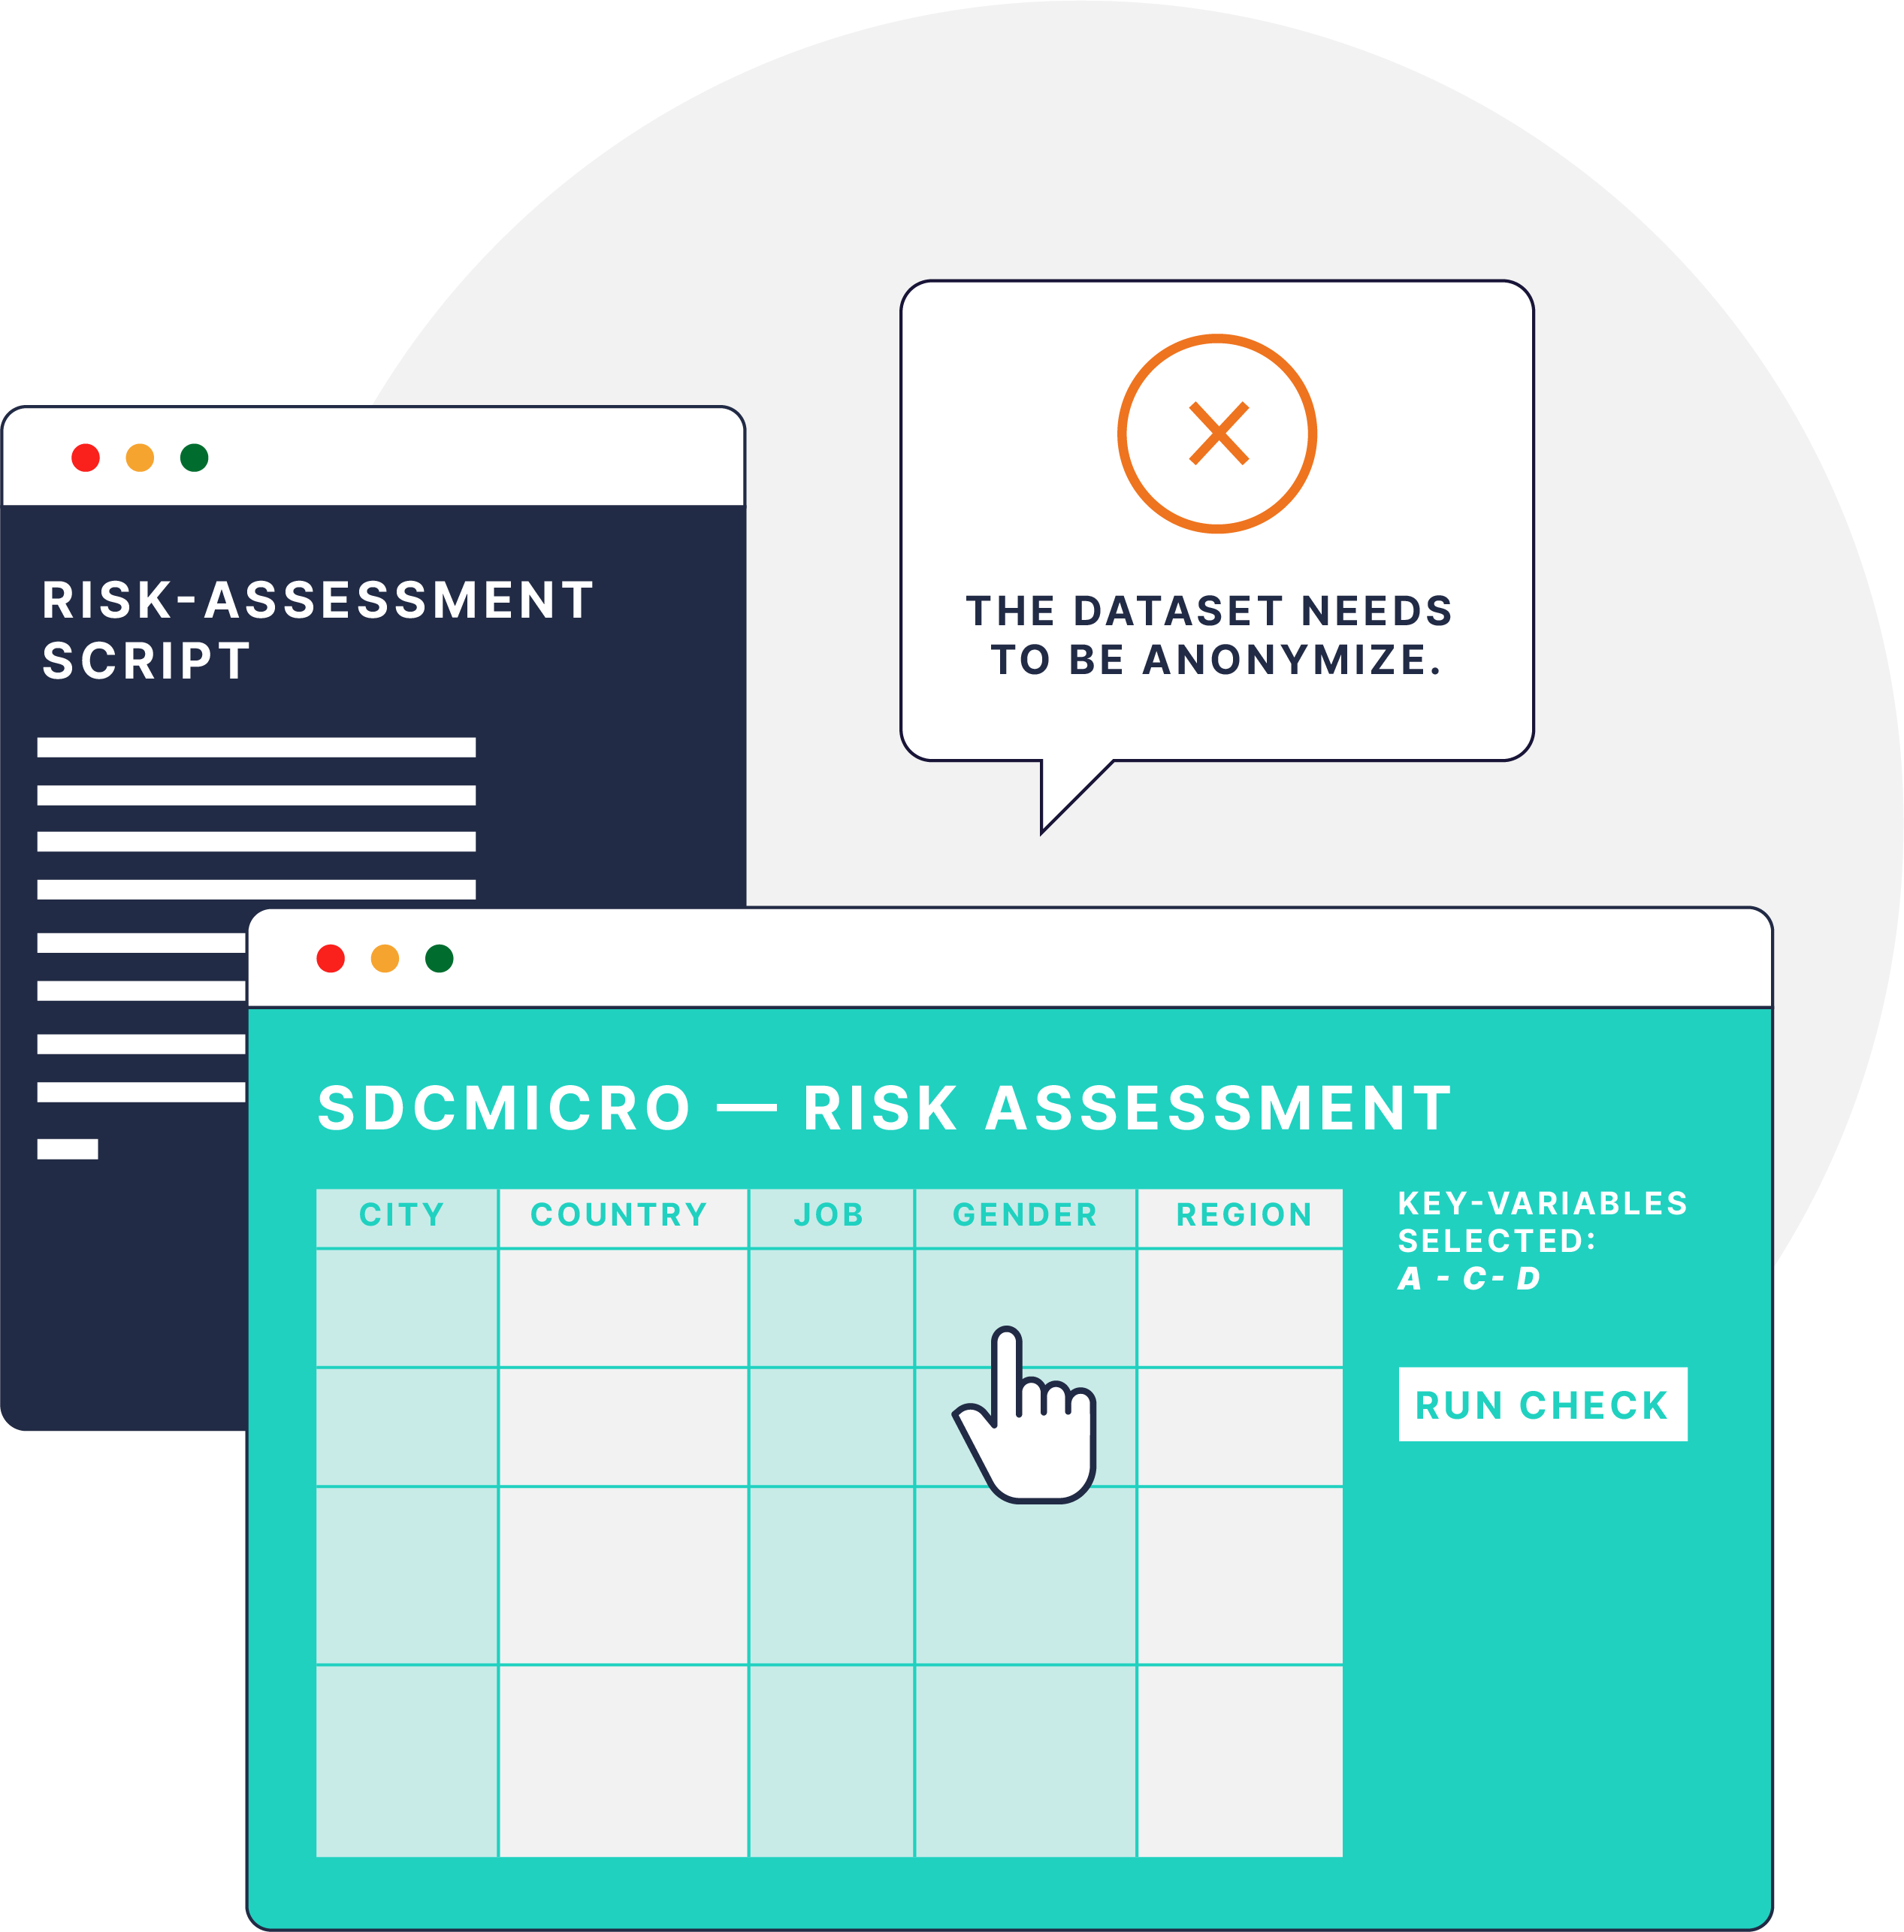 THE DATASET NEEDS
TO BE ANONYMIZE.
RISK-ASSESSMENT
SCRIPT
SDCMICRO — RISK ASSESSMENT
CITY COUNTRY JOB GENDER REGION
KEY-VARIABLES
SELECTED:
A - C- D
RUN CHECK